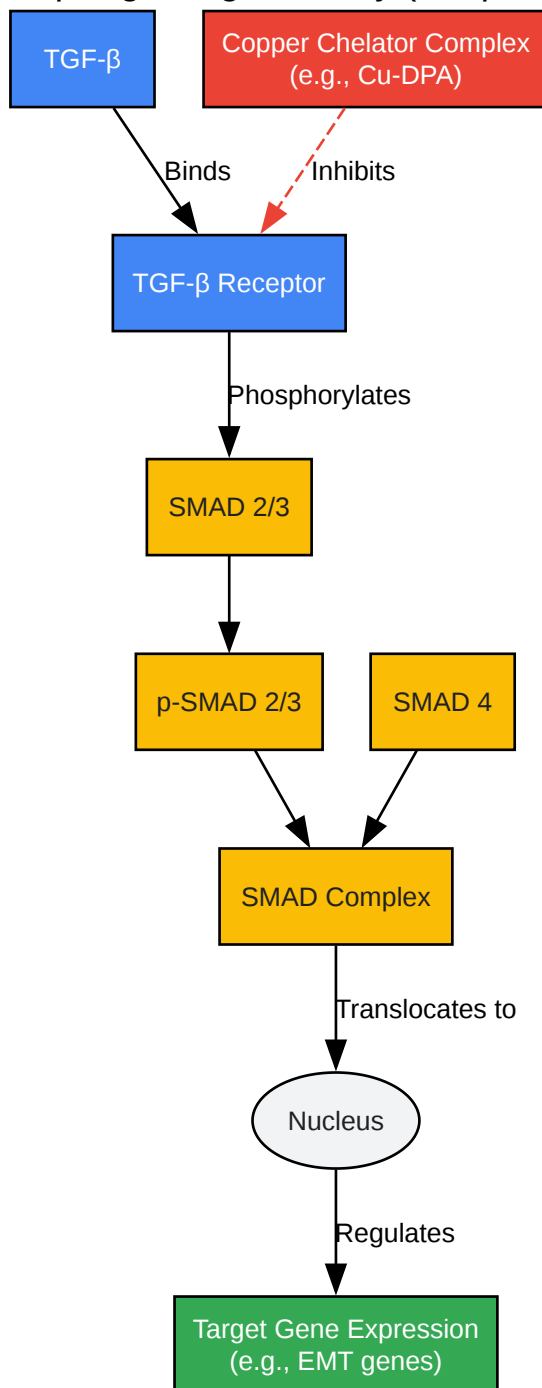 TGF-β
Copper Chelator Complex
(e.g., Cu-DPA)
Binds
Inhibits
TGF-β Receptor
Phosphorylates
SMAD 2/3
p-SMAD 2/3
SMAD 4
SMAD Complex
Translocates to
Nucleus
Regulates
Target Gene Expression
(e.g., EMT genes)